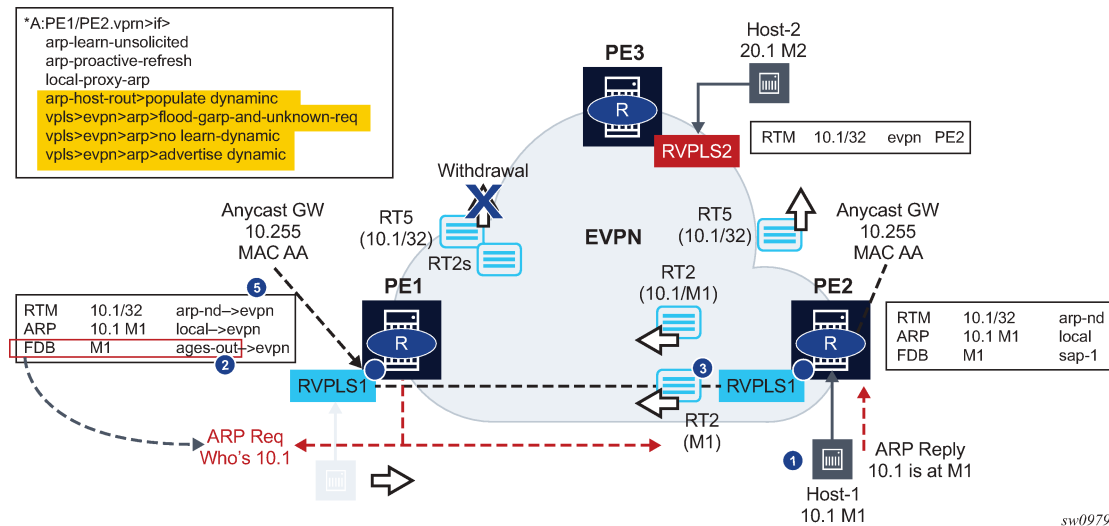 *A:PE1/PE2.vprn>if>
arp-learn-unsolicited
arp-proactive-refresh
local-proxy-arp
arp-host-rout>populate dynaminc
vpls>evpn>arp>flood-garp-and-unknown-req
vpls>evpn>arp>no learn-dynamic
vpls>evpn>arp>advertise dynamic
Host-2
20.1 M2
PE3
R
RVPLS2
RTM 10.1/32 evpn PE2
Withdrawal
X
RT5
(10.1/32)
RT2s
EVPN
RT5
(10.1/32)
Anycast GW
10.255
MAC AA
Anycast GW
10.255
MAC AA
5
PE1
R
RT2
(10.1/M1)
PE2
R
RTM 10.1/32 arp-nd–>evpn
ARP 10.1 M1 local–>evpn
FDB M1 ages-out–>evpn
2
RTM 10.1/32 arp-nd
ARP 10.1 M1 local
FDB M1 sap-1
RVPLS1
3
RVPLS1
RT2
(M1)
ARP Req
Who's 10.1
1
ARP Reply
10.1 is at M1
Host-1
10.1 M1
sw0979